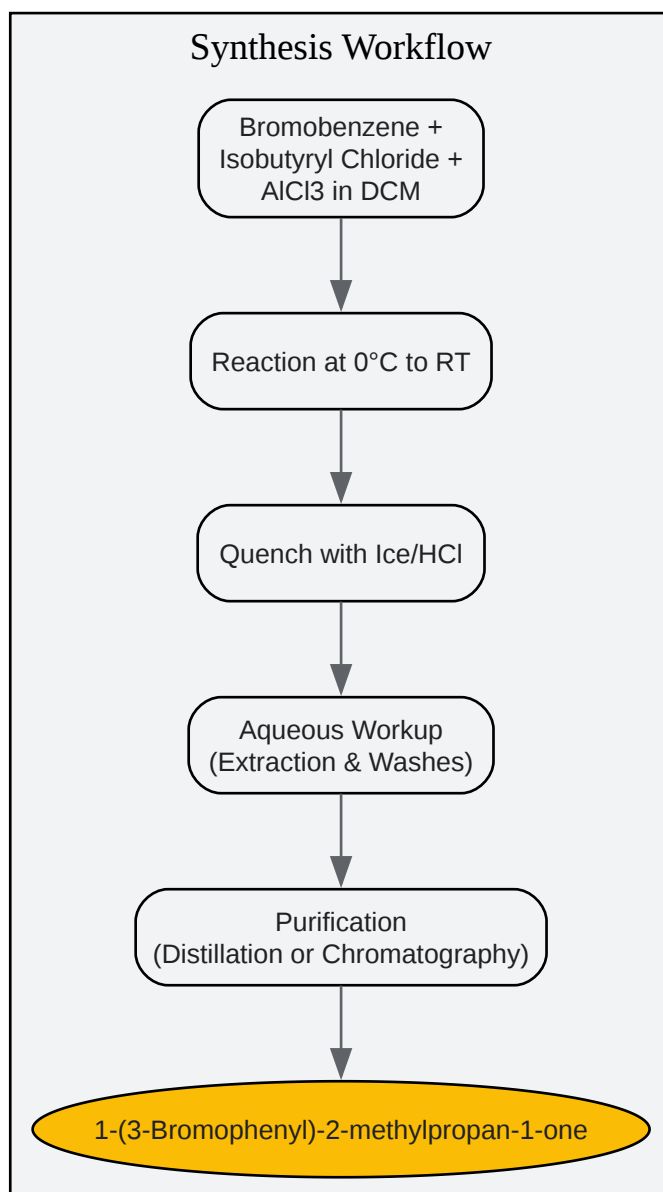 Synthesis Workflow
Bromobenzene +
Isobutyryl Chloride +
AlCl3 in DCM
Reaction at 0°C to RT
Quench with Ice/HCl
Aqueous Workup
(Extraction & Washes)
Purification
(Distillation or Chromatography)
1-(3-Bromophenyl)-2-methylpropan-1-one